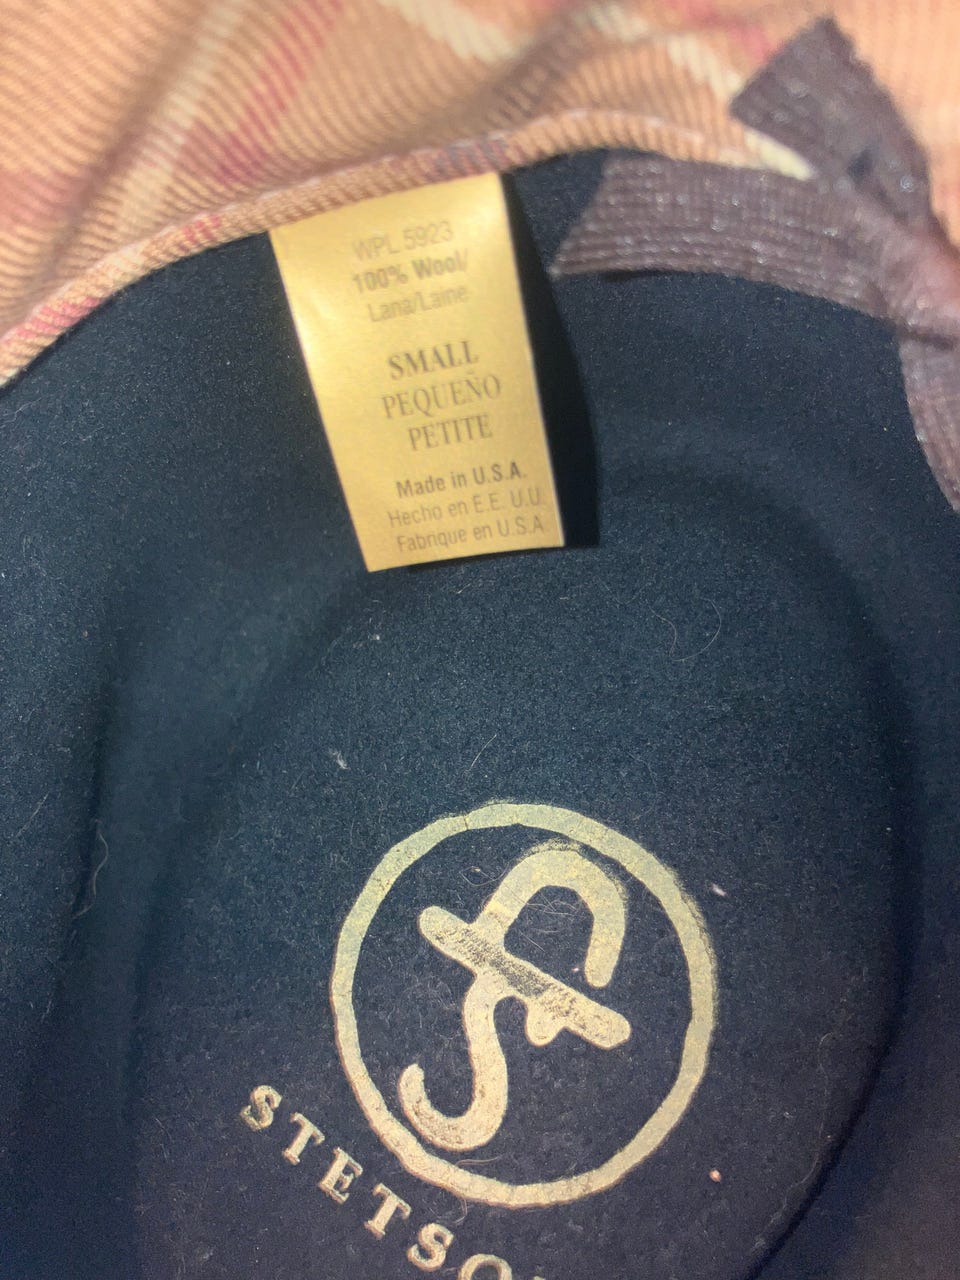 WPL 5923
100% Wool/
Lana/Laine
SMALL
PEQUEÑO
PETITE
Made in U.S.A.
Hecho en E.E. U.U.
Fabrique en U.S.A.
STETSO